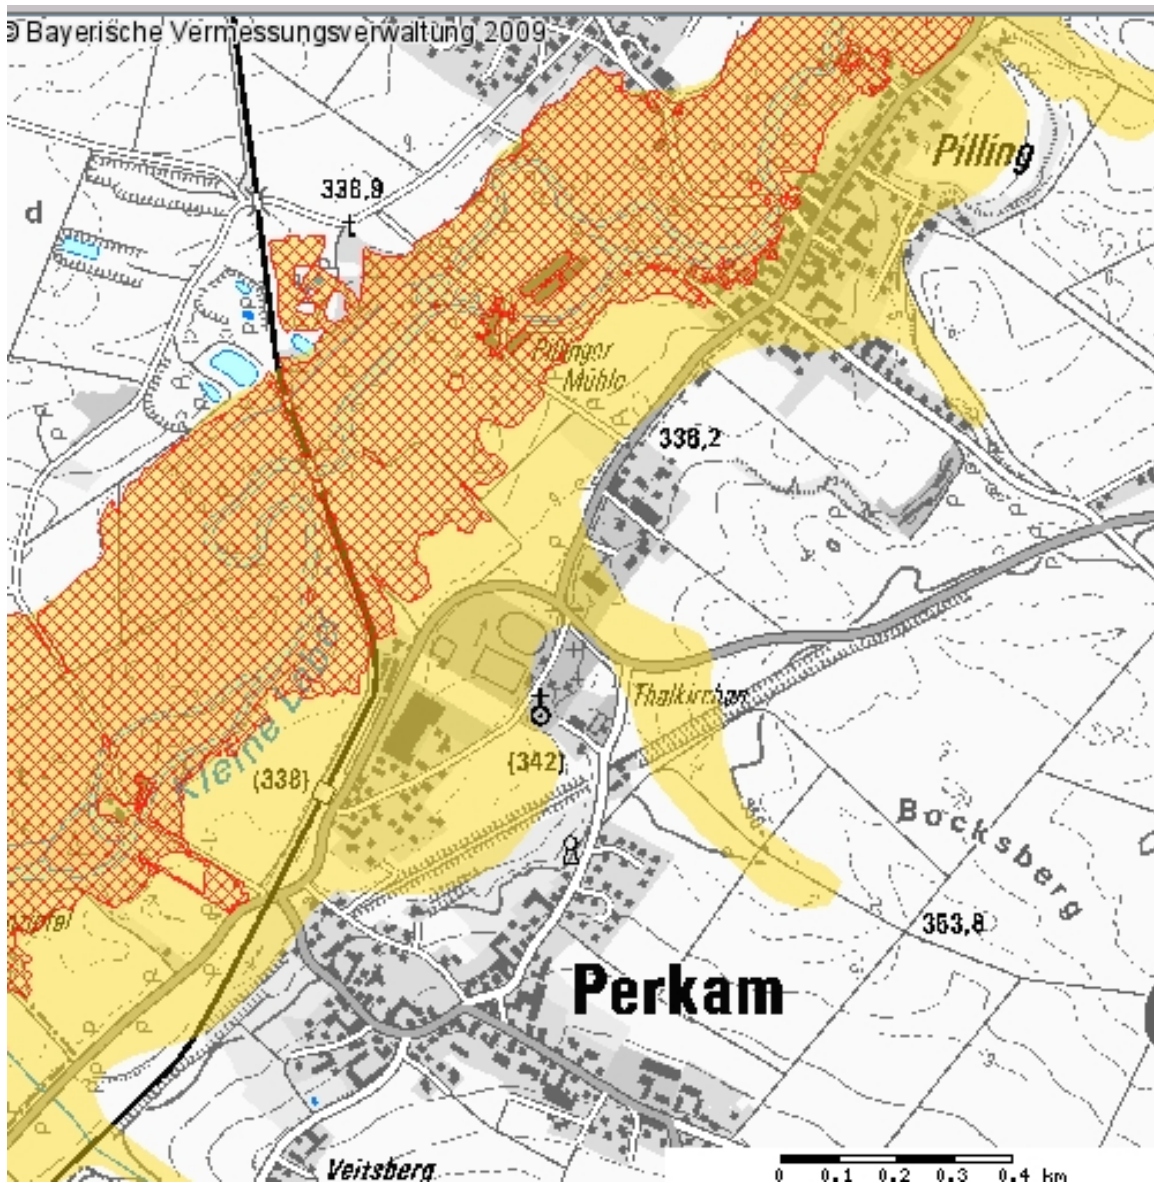 © Bayerische Vermessungsverwaltung 2009
Pilling
336,9
d
Pillinger
Mühle
336,2
Kleine Laber
Thalkirchen
(338)
(342)
Bocksberg
353,8
Perkam
Veitsberg
0 0.1 0.2 0.3 0.4 km